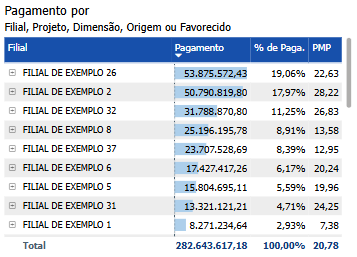 Pagamento por
Filial, Projeto, Dimensão, Origem ou Favorecido
Filial Pagamento % de Paga. PMP
FILIAL DE EXEMPLO 26 53.875.572,43 19,06% 22,63
FILIAL DE EXEMPLO 2 50.790.819,80 17,97% 28,22
FILIAL DE EXEMPLO 32 31.788.870,80 11,25% 26,83
FILIAL DE EXEMPLO 8 25.196.195,78 8,91% 13,58
FILIAL DE EXEMPLO 37 23.707.528,69 8,39% 12,95
FILIAL DE EXEMPLO 6 17.427.417,26 6,17% 20,24
FILIAL DE EXEMPLO 5 15.804.695,11 5,59% 19,96
FILIAL DE EXEMPLO 31 13.321.121,21 4,71% 24,25
FILIAL DE EXEMPLO 1 8.271.234,64 2,93% 7,38
Total 282.643.617,18 100,00% 20,78